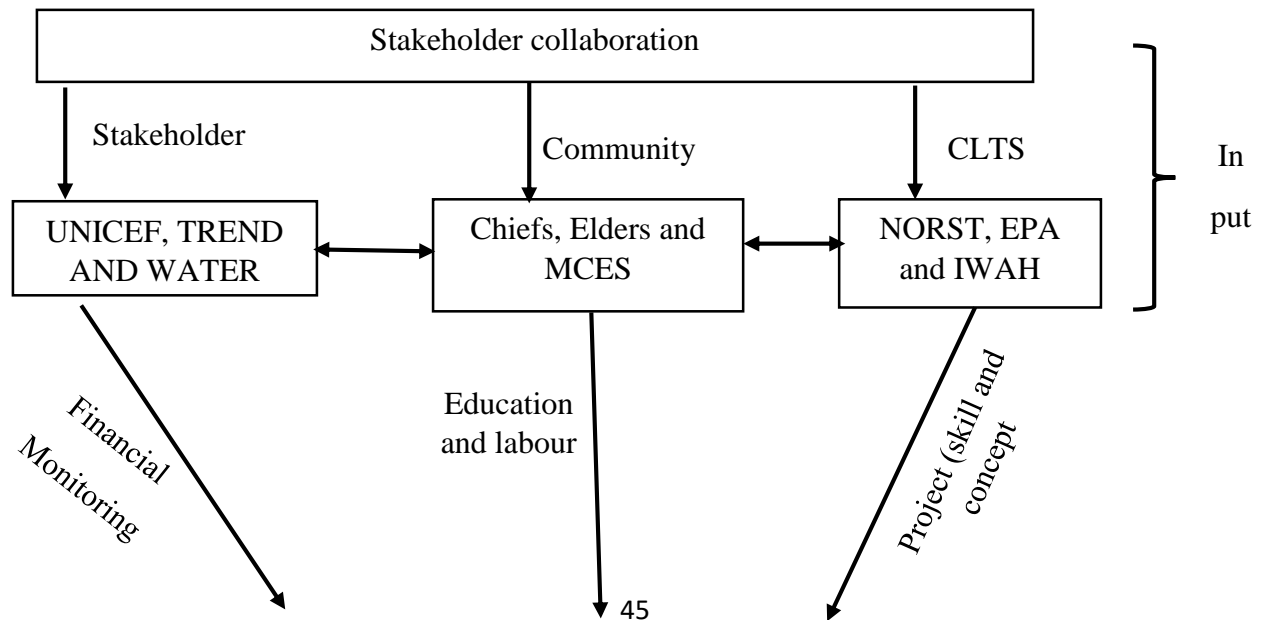 Stakeholder collaboration
Stakeholder
Community
CLTS
In
put
UNICEF, TREND
AND WATER
Chiefs, Elders and
MCES
NORST, EPA
and IWAH
Financial
Monitoring
Education
and labour
Project (skill and
concept
45